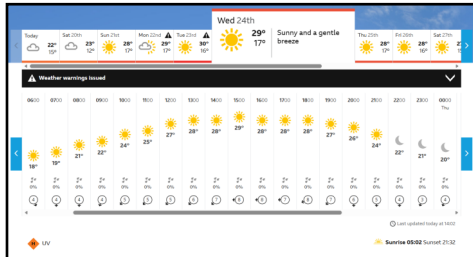 Wed 24th
Today
Sat 20th
Sun 21st
Mon 22nd
Tue 23rd
Thu 25th
Fri 26th
Sat 27th
22°
15°
29°
12°
28°
17°
29°
17°
30°
16°
29°
17°
Sunny and a gentle
breeze
28°
17°
28°
16°
28°
Weather warnings issued
0600 0700 0800 0900 1000 1100 1200 1300 1400 1500 1600 1700 1800 1900 2000 2100 2200 2300 0000
Thu
18° 19° 21° 22° 24° 25° 27° 28° 28° 29° 28° 28° 28° 27° 26° 24° 22° 21° 20°
0% 0% 0% 0% 0% 0% 0% 0% 0% 0% 0% 0% 0% 0% 0% 0% 0% 0% 0%
Last updated today at 14:02
H UV
Sunrise 05:02 Sunset 21:32